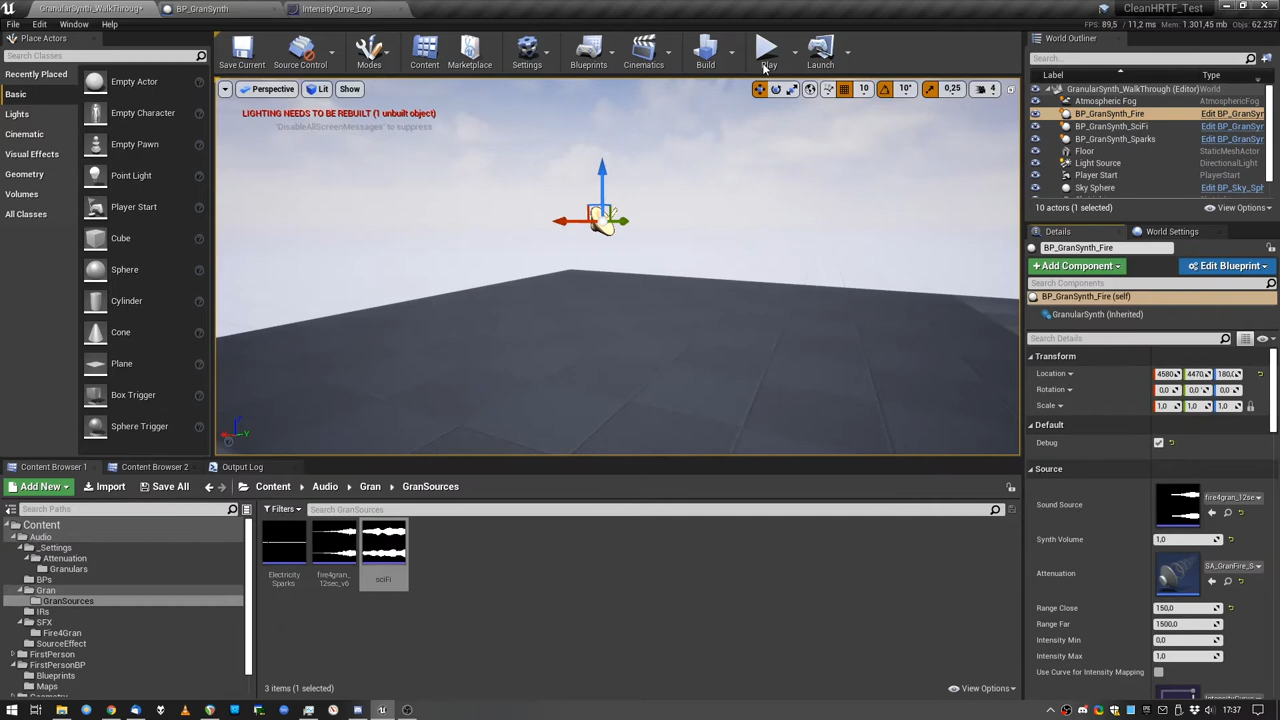 GranularSynth_WalkThroug•
BP_GranSynth
IntensityCurve_Log
CleanHRTF_Test
File Edit Window Help
FPS: 89,5 / 11,2 ms Mem: 1.301,45 mb Objs: 62.257
Place Actors
Search Classes
Recently Placed
Basic
Lights
Cinematic
Visual Effects
Geometry
Volumes
All Classes
Empty Actor
Empty Character
Empty Pawn
Point Light
Player Start
Cube
Sphere
Cylinder
Cone
Plane
Box Trigger
Sphere Trigger
Save Current Source Control Modes Content Marketplace Settings Blueprints Cinematics Build Play Launch
Perspective Lit Show
10 10° 0,25 4
LIGHTING NEEDS TO BE REBUILT (1 unbuilt object)
'DisableAllScreenMessages' to suppress
World Outliner
Search...
Label Type
GranularSynth_WalkThrough (Editor) World
Atmospheric Fog AtmosphericFog
BP_GranSynth_Fire Edit BP_GranSyn
BP_GranSynth_SciFi Edit BP_GranSyn
BP_GranSynth_Sparks Edit BP_GranSyn
Floor StaticMeshActor
Light Source DirectionalLight
Player Start PlayerStart
Sky Sphere Edit BP_Sky_Sph
10 actors (1 selected) View Options
Details World Settings
BP_GranSynth_Fire
+Add Component Edit Blueprint
Search Components
BP_GranSynth_Fire (self)
GranularSynth (Inherited)
Search Details
Transform
Location 4580 4470, 180,0
Rotation 0,0 0,0 0,0
Scale 1,0 1,0 1,0
Default
Debug
Source
Sound Source fire4gran_12se
Synth Volume 1,0
Attenuation SA_GranFire_S
Range Close 150,0
Range Far 1500,0
Intensity Min 0,0
Intensity Max 1,0
Use Curve for Intensity Mapping
Content Browser 1 Content Browser 2 Output Log
Add New Import Save All Content Audio Gran GranSources
Search Paths
Filters Search GranSources
Content
Audio
_Settings
Attenuation
Granulars
BPs
Gran
GranSources
IRs
SFX
Fire4Gran
SourceEffect
FirstPerson
FirstPersonBP
Blueprints
Maps
Electricity
Sparks
fire4gran_
12sec_v6
sciFi
3 items (1 selected) View Options
17:37